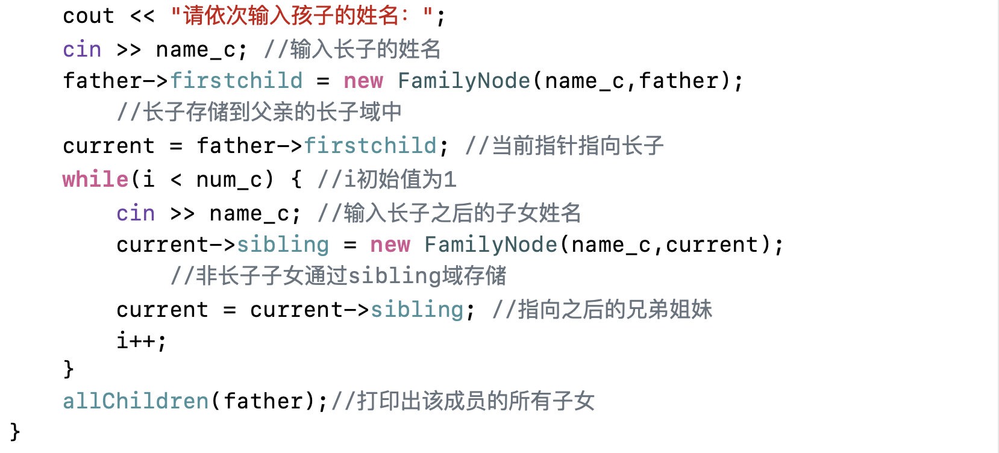 cout << "请依次输入孩子的姓名：";
cin >> name_c; //输入长子的姓名
father->firstchild = new FamilyNode(name_c,father);
//长子存储到父亲的长子域中
current = father->firstchild; //当前指针指向长子
while(i < num_c) { //i初始值为1
cin >> name_c; //输入长子之后的子女姓名
current->sibling = new FamilyNode(name_c,current);
//非长子子女通过sibling域存储
current = current->sibling; //指向之后的兄弟姐妹
i++;
}
allChildren(father);//打印出该成员的所有子女
}